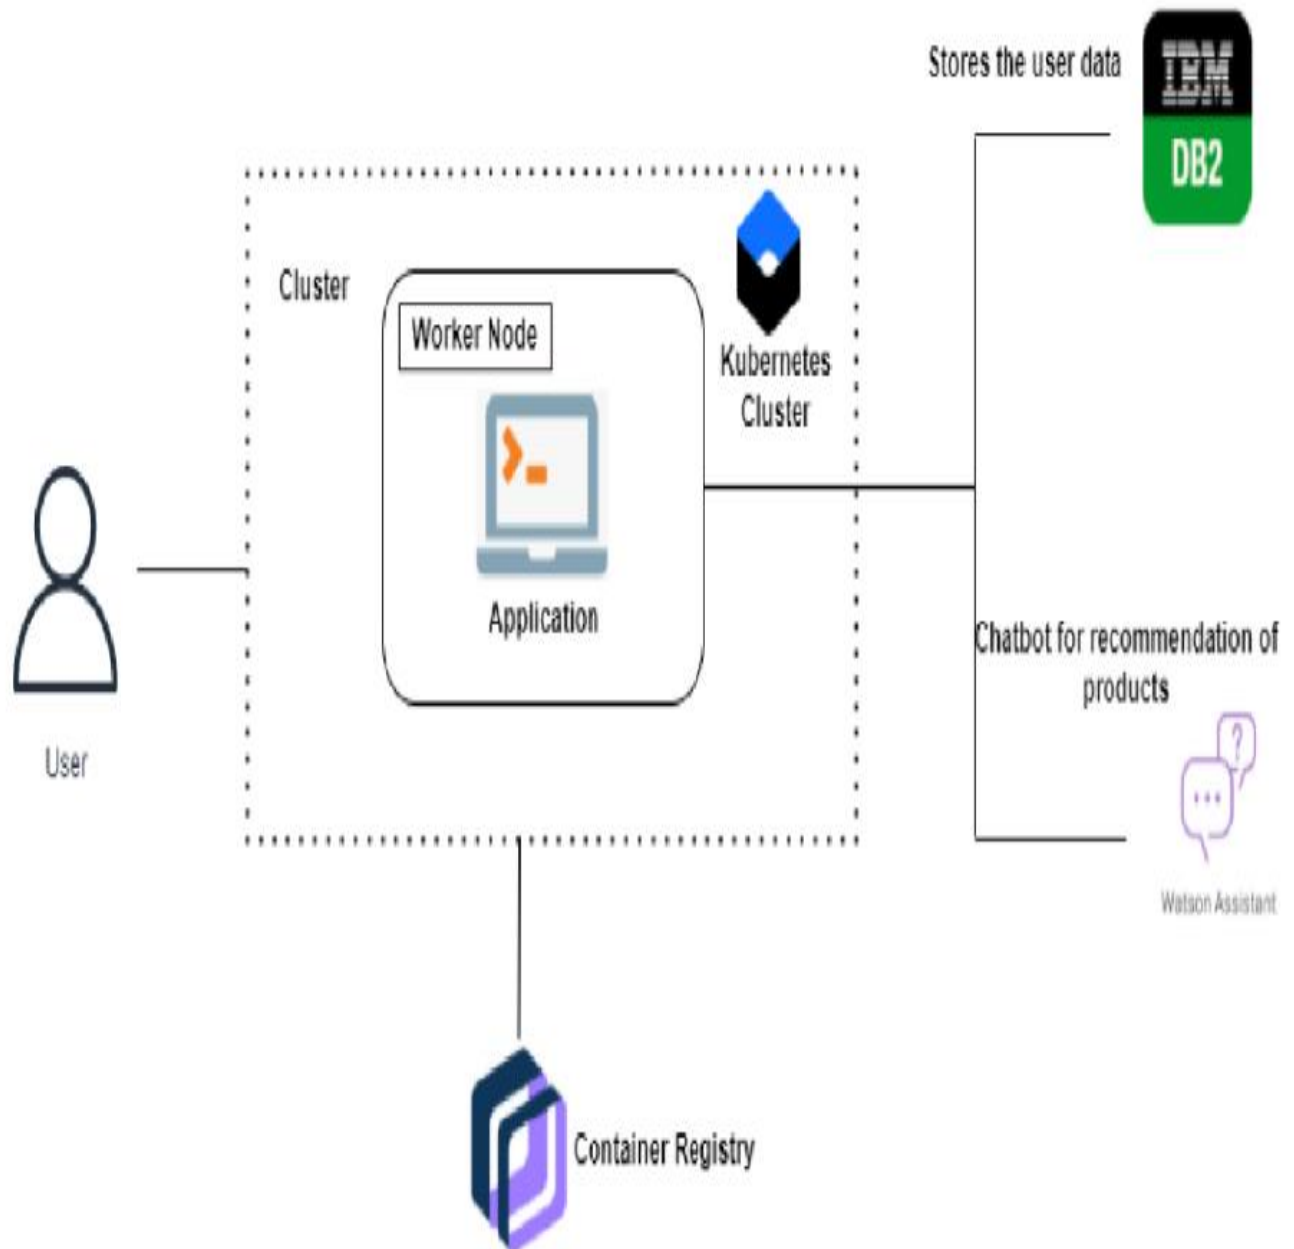 Stores the user data
IBM
DB2
Cluster
Worker Node
Kubernetes
Cluster
Application
User
Chatbot for recommendation of
products
?
Watson Assistant
Container Registry